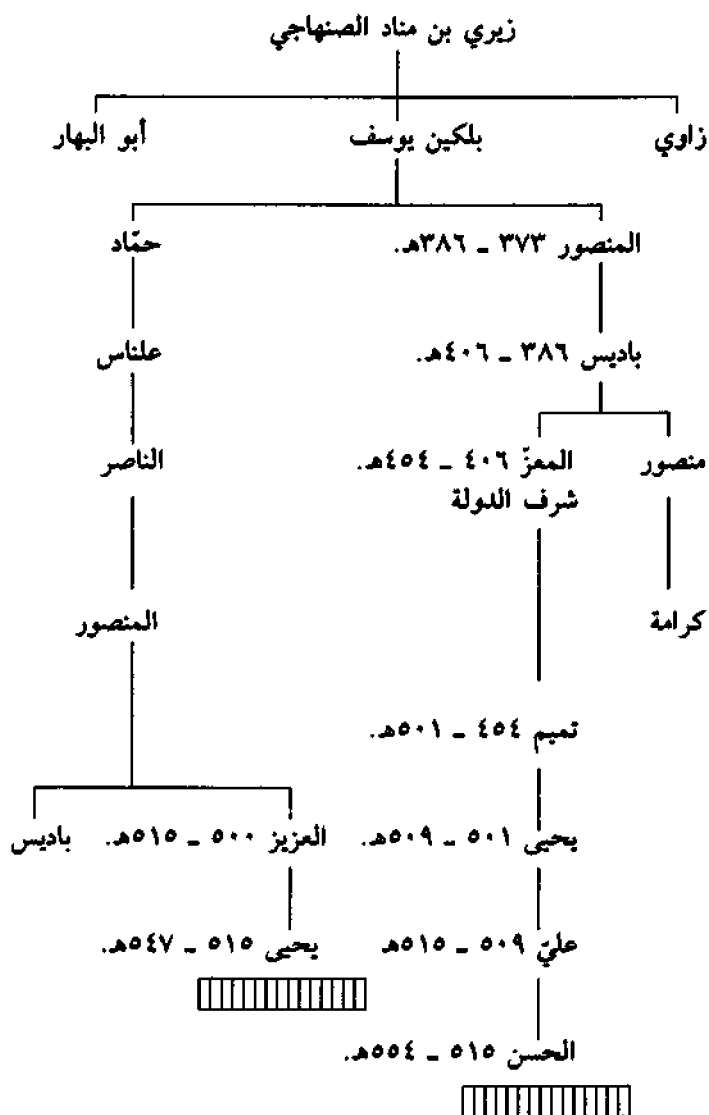 زيري بن مناد الصنهاجي
زاوي بلكين يوسف أبو البهار
المنصور ٣٧٣ ـ ٣٨٦هـ. حمّاد
باديس ٣٨٦ ـ ٤٠٦هـ. علناس
منصور المعزّ ٤٠٦ ـ ٤٥٤هـ. الناصر
شرف الدولة
كرامة المنصور
تميم ٤٥٤ ـ ٥٠١هـ.
يحيى ٥٠١ ـ ٥٠٩هـ. العزيز ٥٠٠ ـ ٥١٥هـ. باديس
عليّ ٥٠٩ ـ ٥١٥هـ يحيى ٥١٥ ـ ٥٤٧هـ.
الحسن ٥١٥ ـ ٥٥٤هـ.